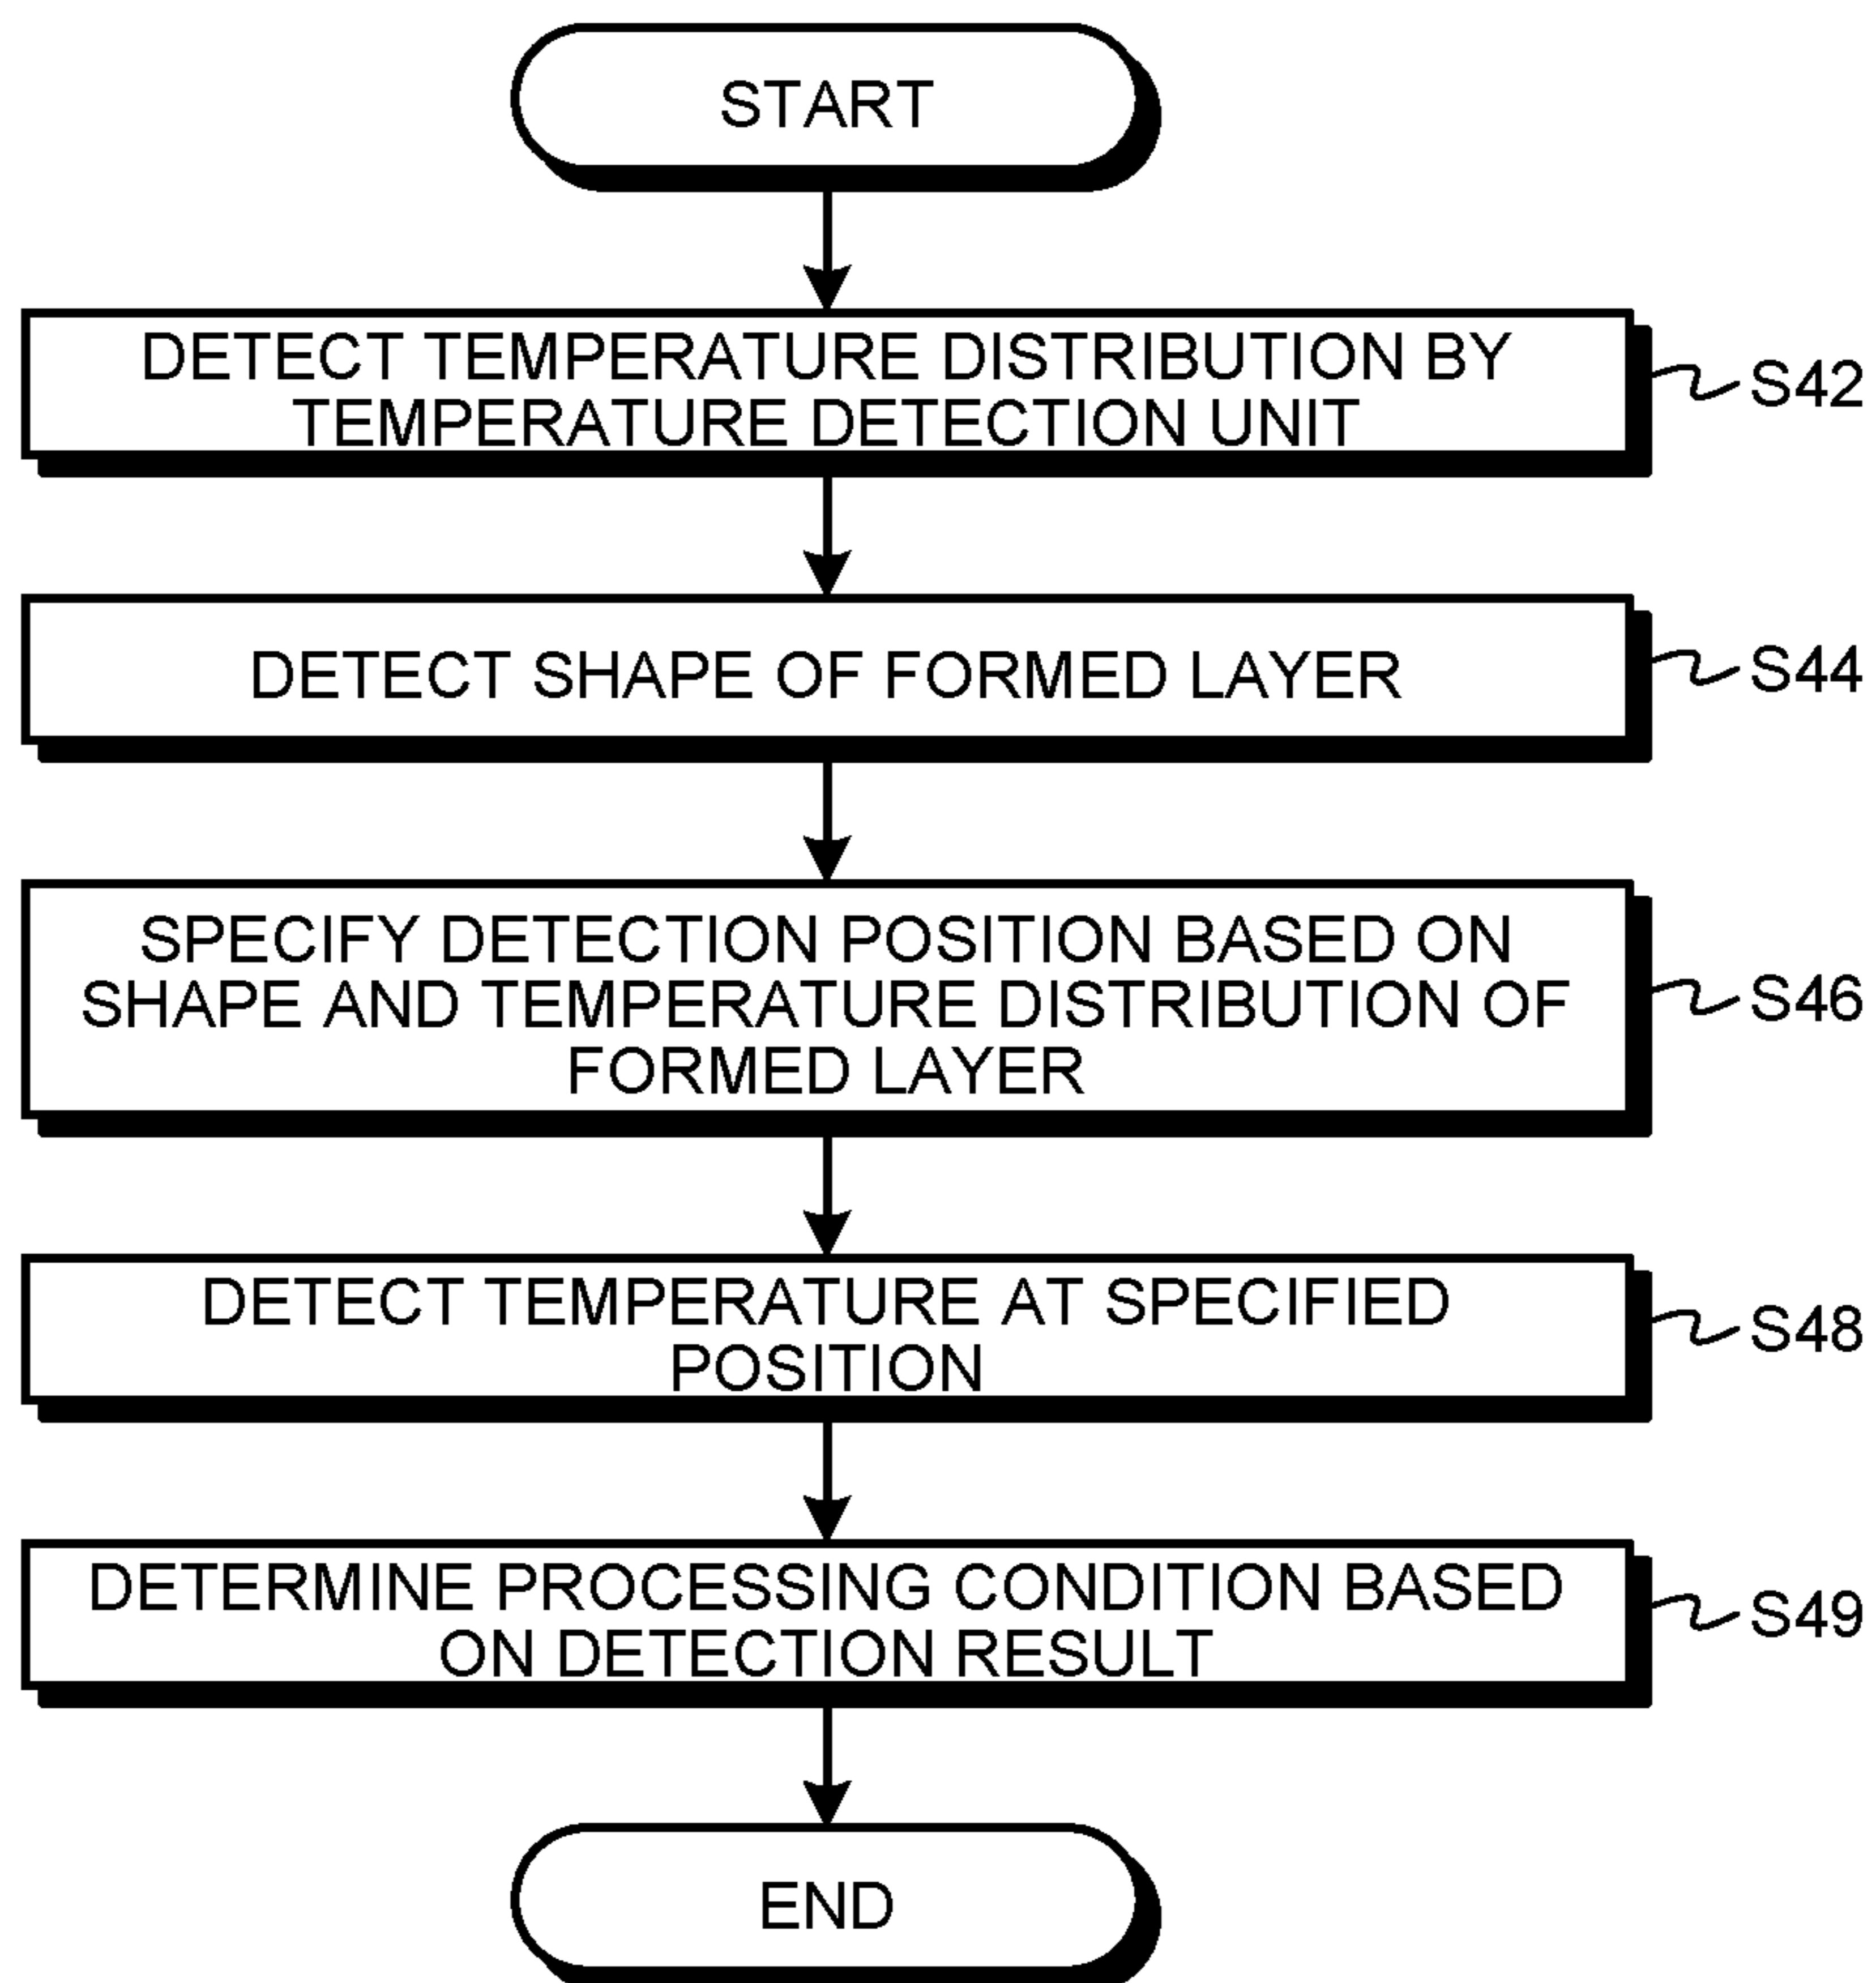 START
DETECT TEMPERATURE DISTRIBUTION BY
TEMPERATURE DETECTION UNIT
S42
DETECT SHAPE OF FORMED LAYER
S44
SPECIFY DETECTION POSITION BASED ON
SHAPE AND TEMPERATURE DISTRIBUTION OF
FORMED LAYER
S46
DETECT TEMPERATURE AT SPECIFIED
POSITION
S48
DETERMINE PROCESSING CONDITION BASED
ON DETECTION RESULT
S49
END